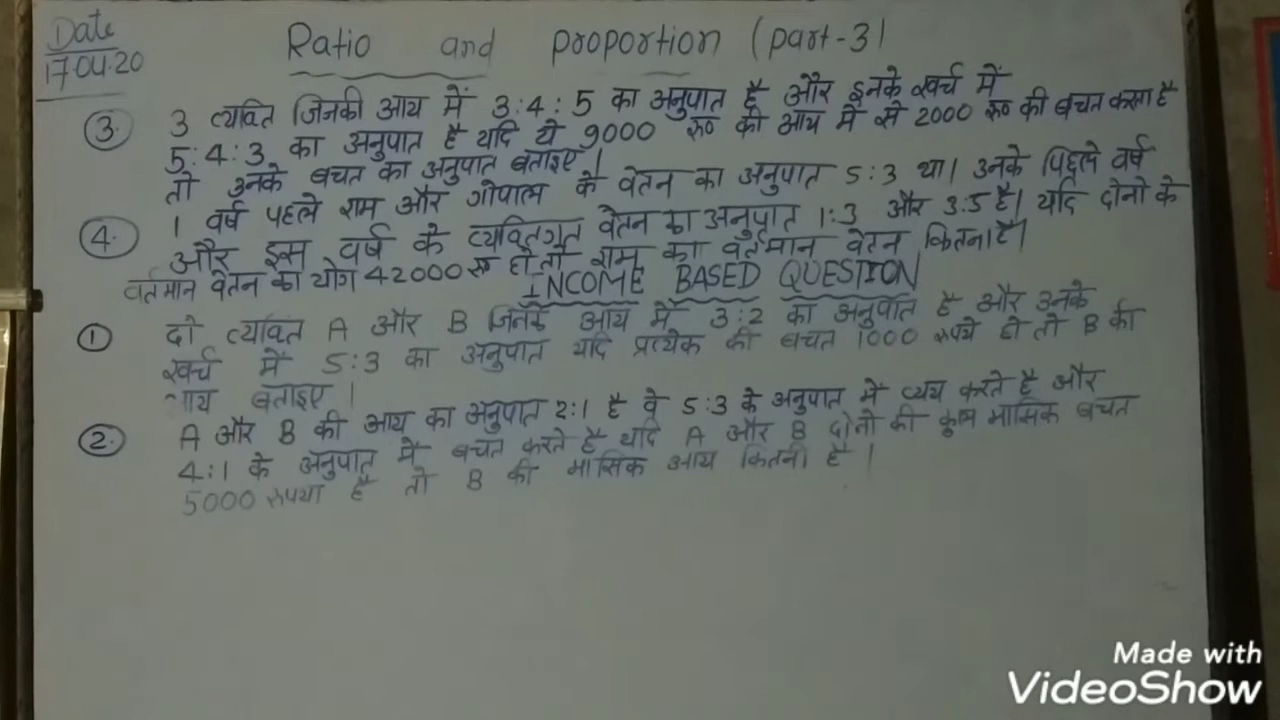 Date
17.04.20
Ratio and proportion (part-3)
3. 3 व्यक्ति जिनकी आय में 3:4:5 का अनुपात है और इनके खर्च में
5:4:3 का अनुपात है यदि ये 9000 रु० की आय में से 2000 रु० की बचत करता है
तो उनके बचत का अनुपात बताइए।
4. 1 वर्ष पहले राम और गोपाल के वेतन का अनुपात 5:3 था। उनके पिछले वर्ष
और इस वर्ष के व्यक्तिगत वेतन का अनुपात 1:3 और 3:5 है। यदि दोनो के
वर्तमान वेतन का योग 42000 रु हो तो राम का वर्तमान वेतन कितना है।
INCOME BASED QUESTION
1 दो व्यक्ति A और B जिनके आय में 3:2 का अनुपात है और उनके
खर्च में 5:3 का अनुपात यदि प्रत्येक की बचत 1000 रुपये हो तो B की
आय बताइए।
2. A और B की आय का अनुपात 2:1 है वे 5:3 के अनुपात में व्यय करते है और
4:1 के अनुपात में बचत करते है यदि A और B दोनो की कुल मासिक बचत
5000 रुपया है तो B की मासिक आय कितनी है।
Made with
VideoShow